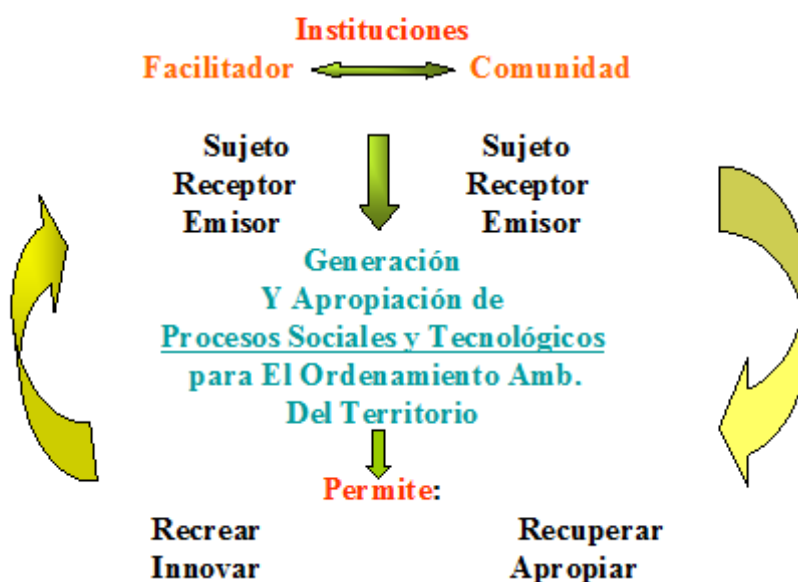 Instituciones
Facilitador Comunidad
Sujeto Sujeto
Receptor Receptor
Emisor Emisor
Generación
Y Apropiación de
Procesos Sociales y Tecnológicos
para El Ordenamiento Amb.
Del Territorio
Permite:
Recrear Recuperar
Innovar Apropiar